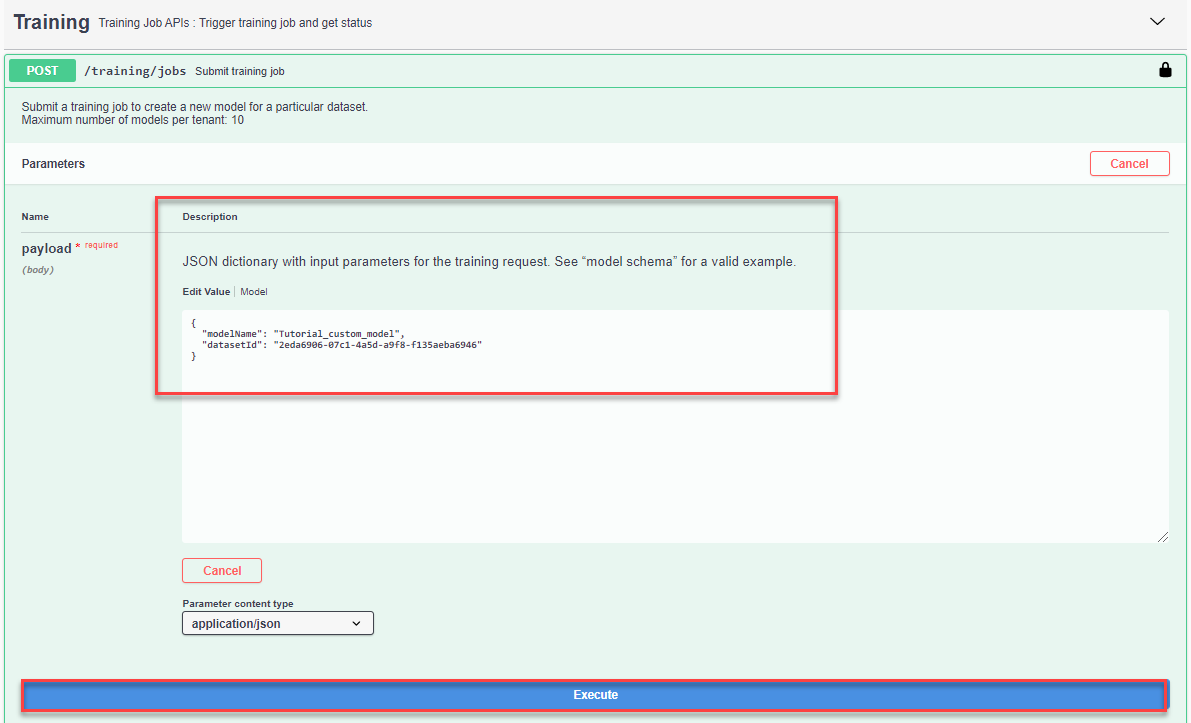 Training Training Job APIs : Trigger training job and get status
POST /training/jobs Submit training job
Submit a training job to create a new model for a particular dataset.
Maximum number of models per tenant: 10
Parameters Cancel
Name Description
payload * required
(body)
JSON dictionary with input parameters for the training request. See “model schema” for a valid example.
Edit Value Model
{
"modelName": "Tutorial_custom_model",
"datasetId": "2eda6906-07c1-4a5d-a9f8-f135aeba6946"
}
Cancel
Parameter content type
application/json
Execute